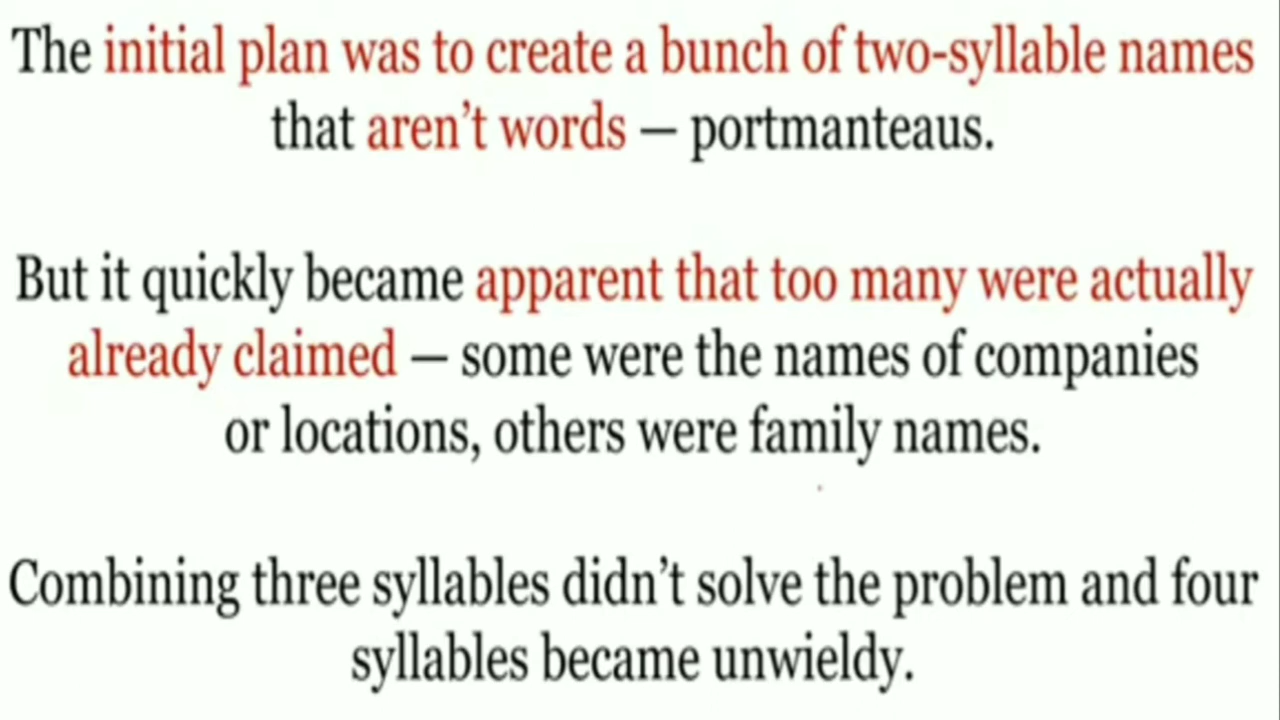 The initial plan was to create a bunch of two-syllable names
that aren’t words – portmanteaus.
But it quickly became apparent that too many were actually
already claimed – some were the names of companies
or locations, others were family names.
Combining three syllables didn’t solve the problem and four
syllables became unwieldy.